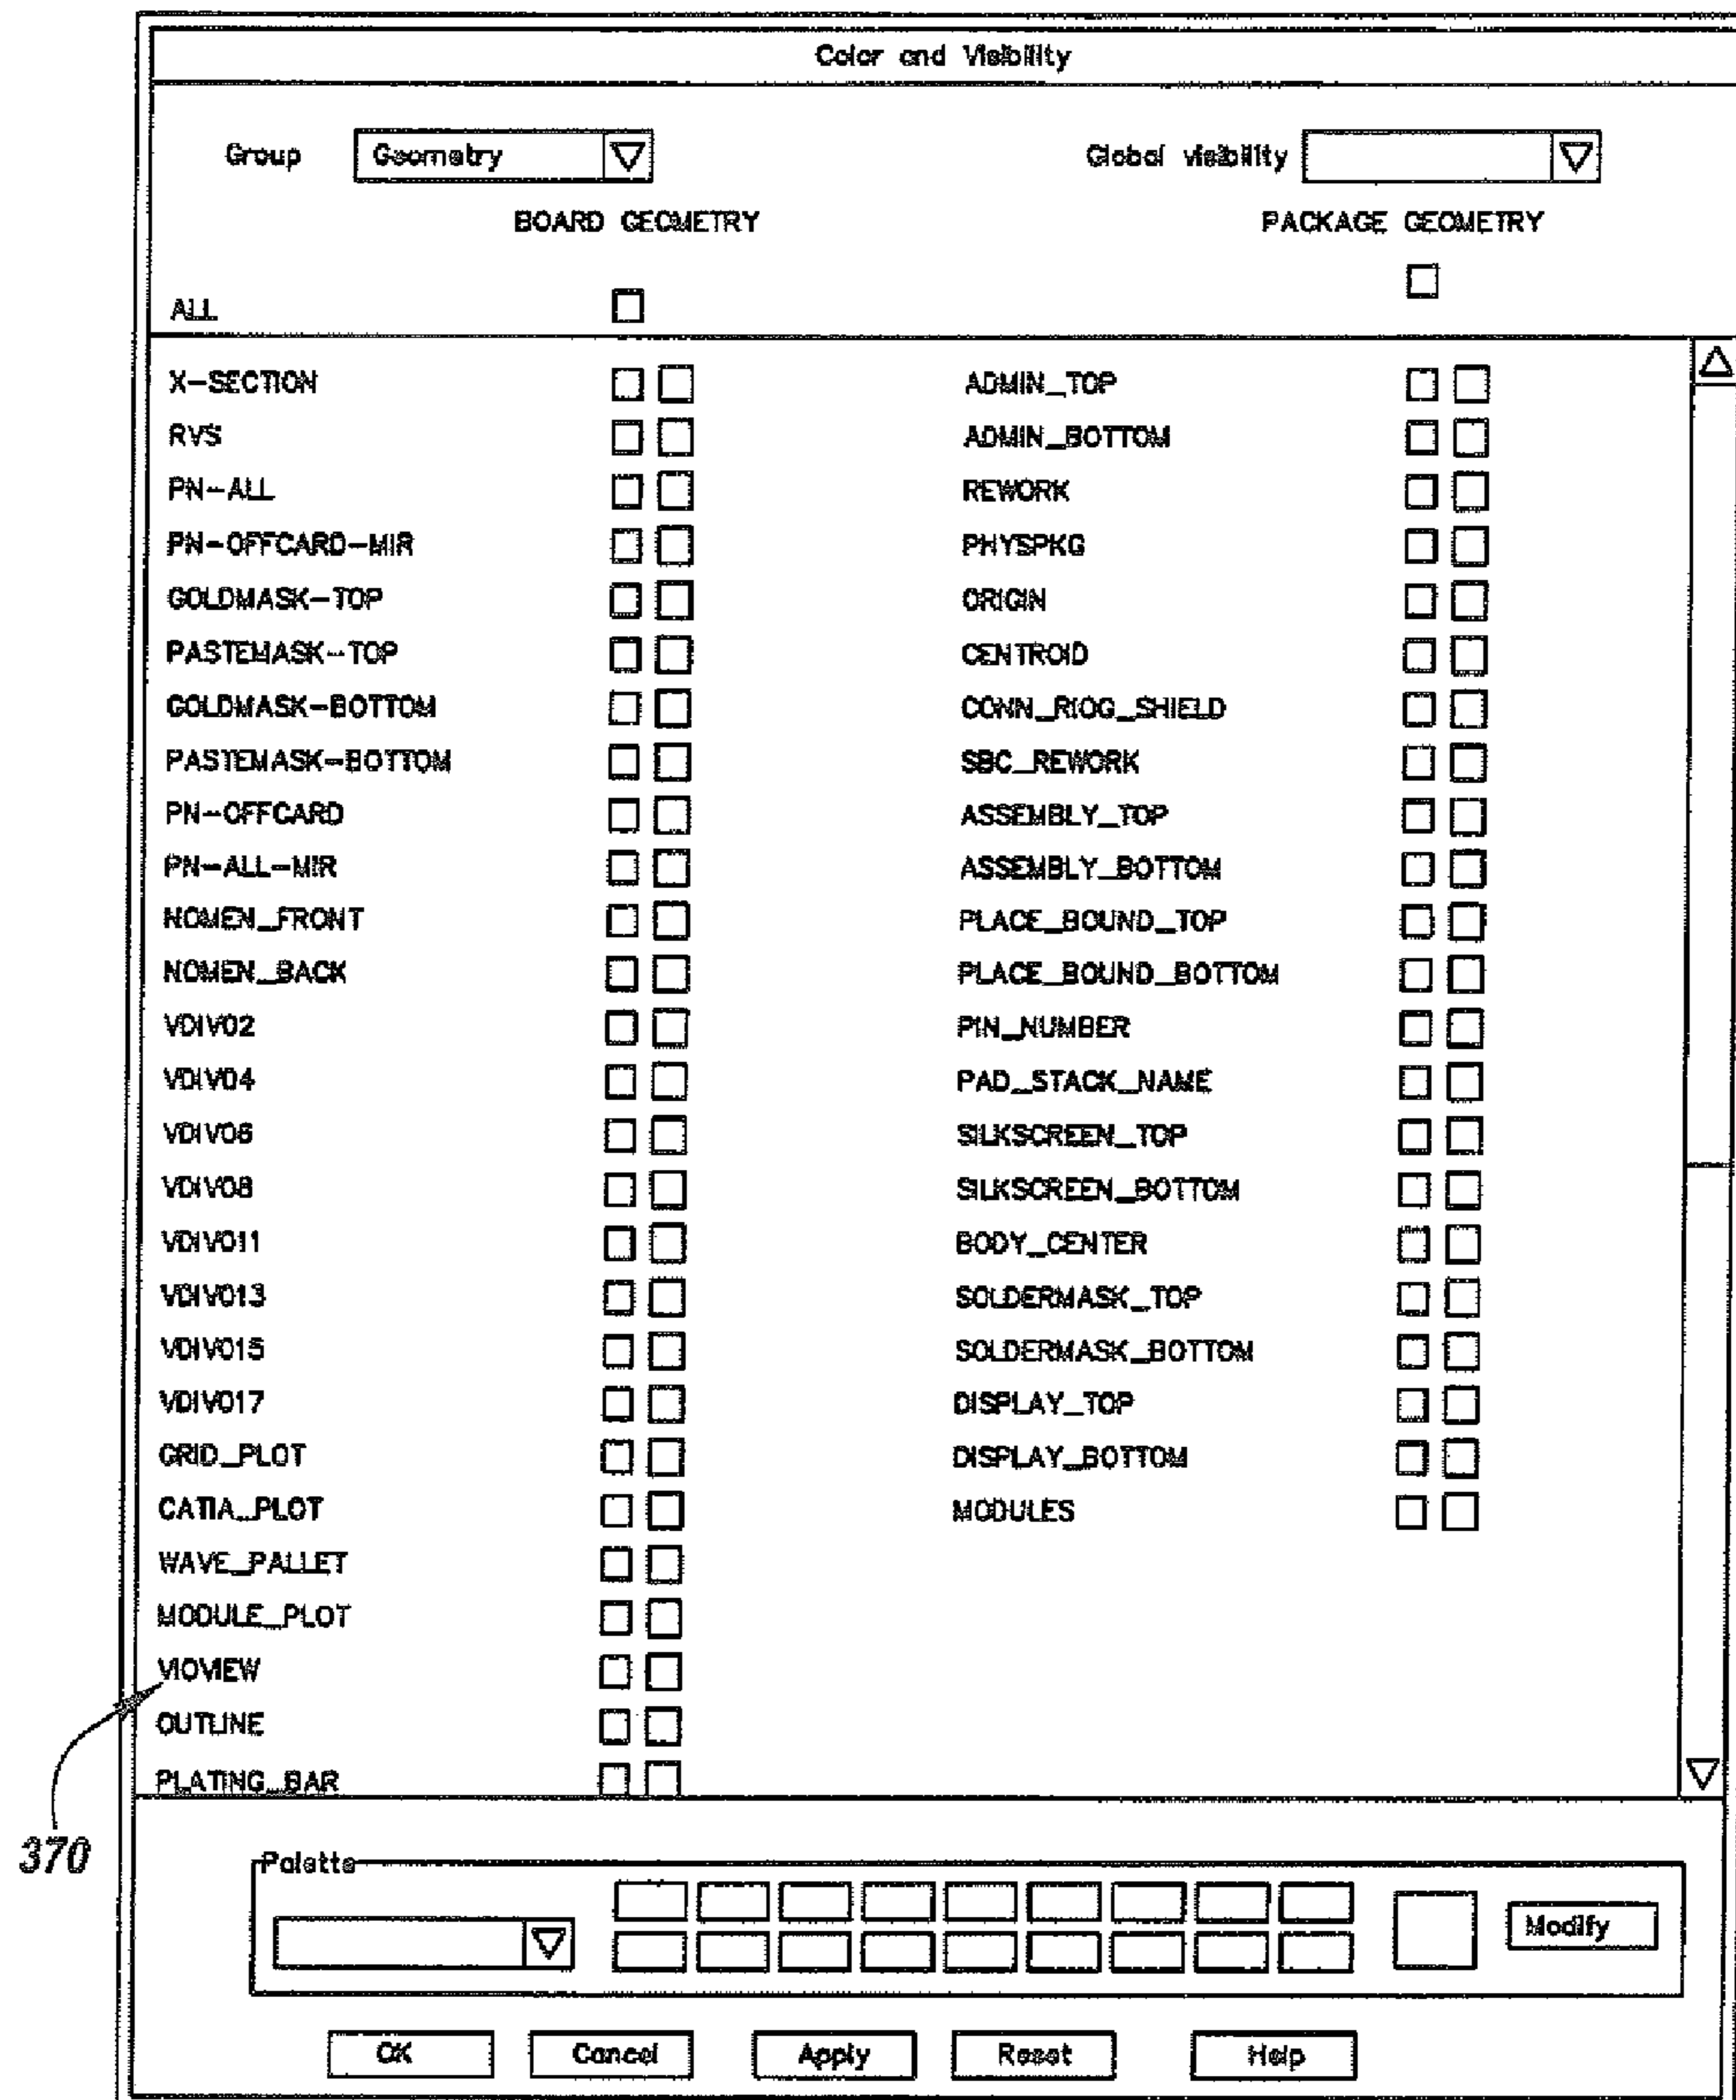 Color and Visibility
Group Geometry Global visibility
BOARD GEOMETRY PACKAGE GEOMETRY
ALL
X-SECTION ADMIN_TOP
RVS ADMIN_BOTTOM
PN-ALL REWORK
PN-OFFCARD-MIR PHYSPKG
GOLDMASK-TOP ORIGIN
PASTEMASK-TOP CENTROID
GOLDMASK-BOTTOM CONN_RIOG_SHIELD
PASTEMASK-BOTTOM SBC_REWORK
PN-OFFCARD ASSEMBLY_TOP
PN-ALL-MIR ASSEMBLY_BOTTOM
NOMEN_FRONT PLACE_BOUND_TOP
NOMEN_BACK PLACE_BOUND_BOTTOM
VDIV02 PIN_NUMBER
VDIV04 PAD_STACK_NAME
VDIV06 SILKSCREEN_TOP
VDIV08 SILKSCREEN_BOTTOM
VDIV011 BODY_CENTER
VDIV013 SOLDERMASK_TOP
VDIV015 SOLDERMASK_BOTTOM
VDIV017 DISPLAY_TOP
GRID_PLOT DISPLAY_BOTTOM
CATIA_PLOT MODULES
WAVE_PALLET
MODULE_PLOT
VIOVIEW
OUTLINE
PLATING_BAR
370
Palette
Modify
OK Cancel Apply Reset Help